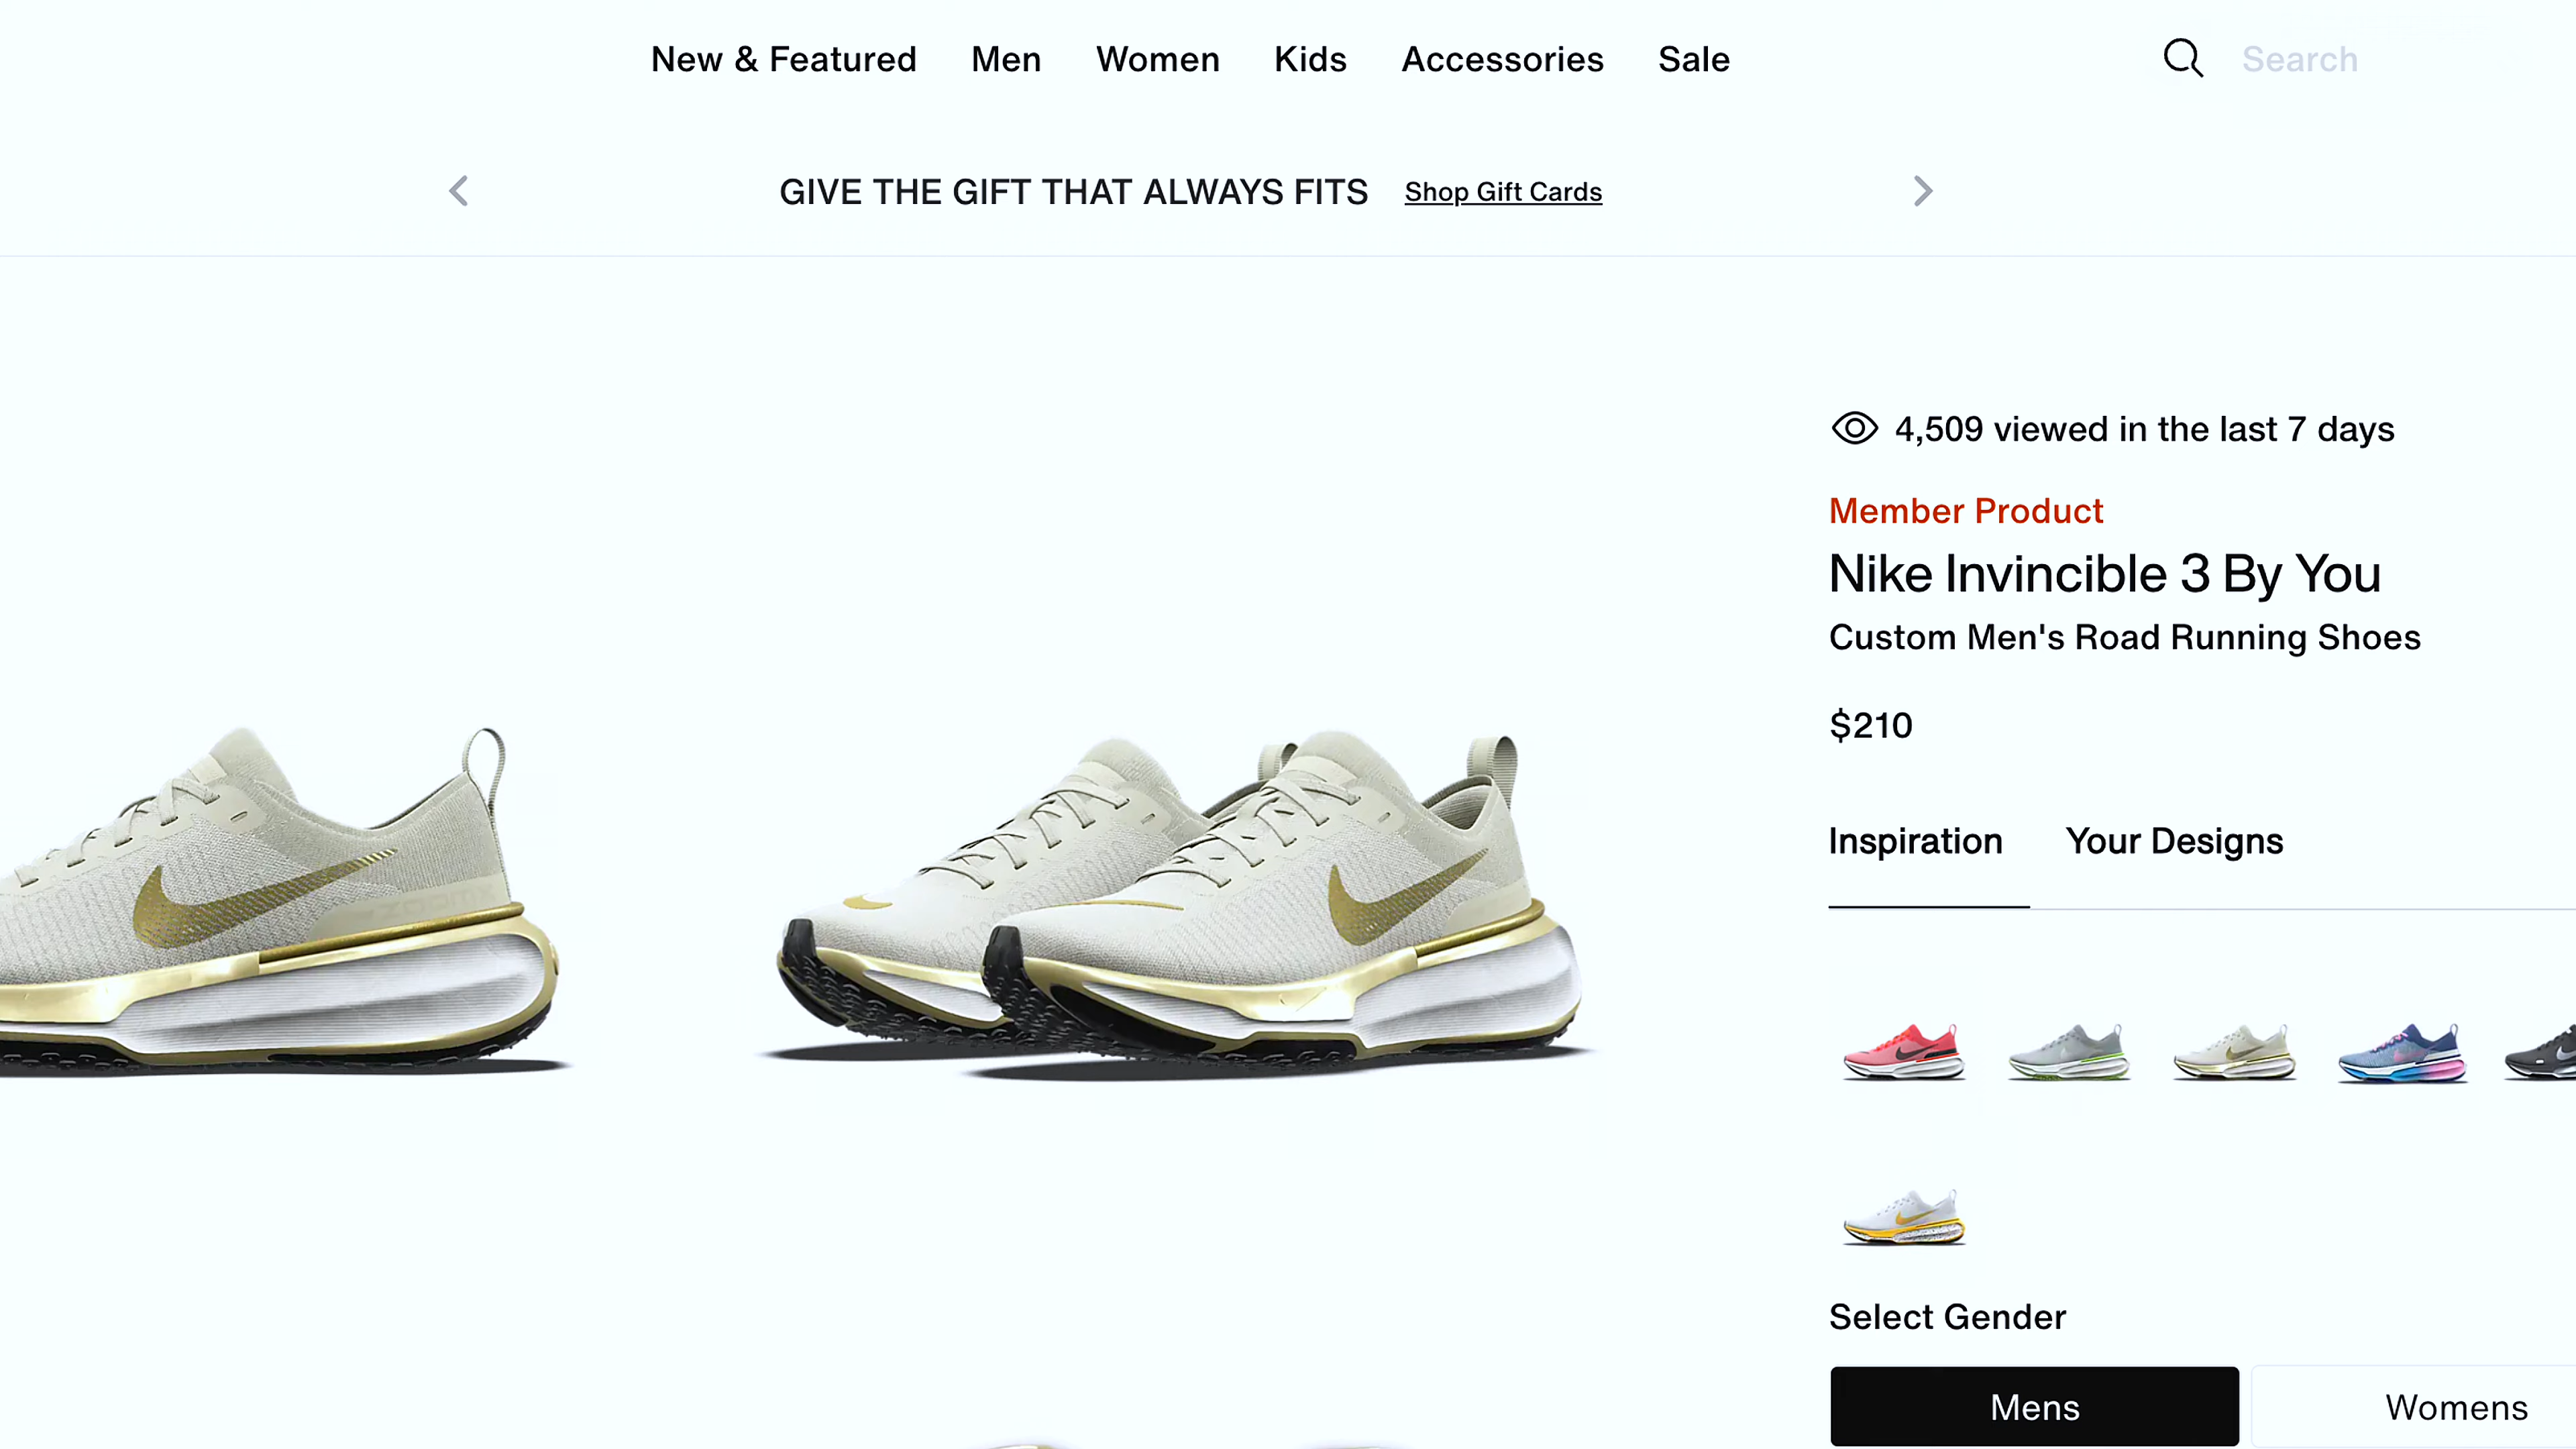 New & Featured Men Women Kids Accessories Sale Search
GIVE THE GIFT THAT ALWAYS FITS Shop Gift Cards
4,509 viewed in the last 7 days
Member Product
Nike Invincible 3 By You
Custom Men's Road Running Shoes
$210
Inspiration Your Designs
Select Gender
Mens Womens